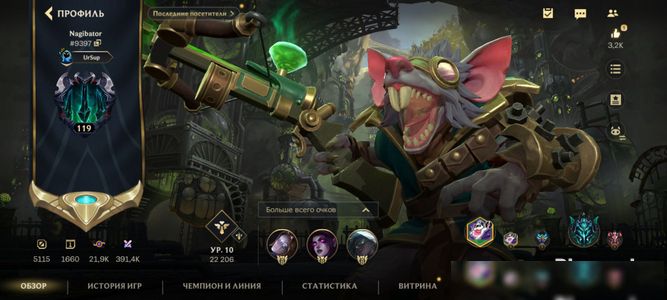 ПРОФИЛЬ
Последние посетители
Nagibator
#9397
UrSup
119
3,2K
Больше всего очков
УР. 10
22 206
5115
1660
21,9K
391,4K
ОБЗОР
ИСТОРИЯ ИГР
ЧЕМПИОН И ЛИНИЯ
СТАТИСТИКА
ВИТРИНА